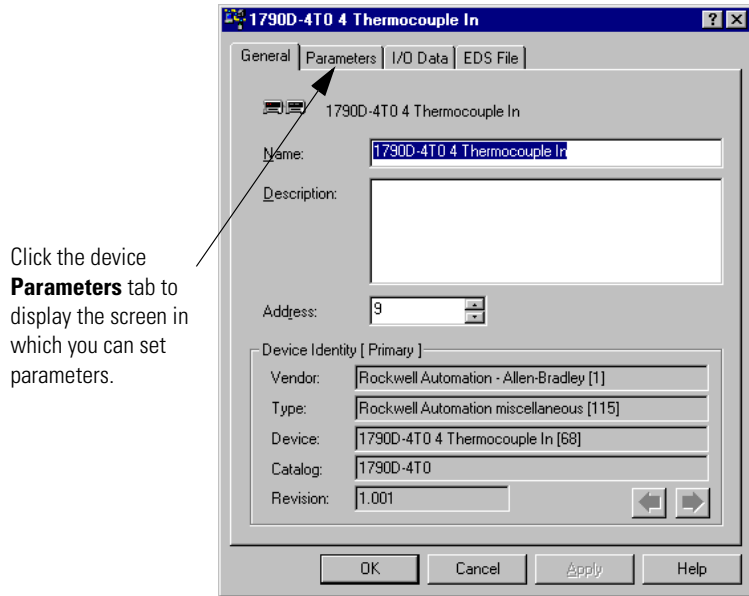 1790D-4T0 4 Thermocouple In
General Parameters I/O Data EDS File
1790D-4T0 4 Thermocouple In
Name: 1790D-4T0 4 Thermocouple In
Description:
Click the device
Parameters tab to
display the screen in
which you can set
parameters.
Address: 9
Device Identity [ Primary ]
Vendor: Rockwell Automation - Allen-Bradley [1]
Type: Rockwell Automation miscellaneous [115]
Device: 1790D-4T0 4 Thermocouple In [68]
Catalog: 1790D-4T0
Revision: 1.001
OK Cancel Apply Help